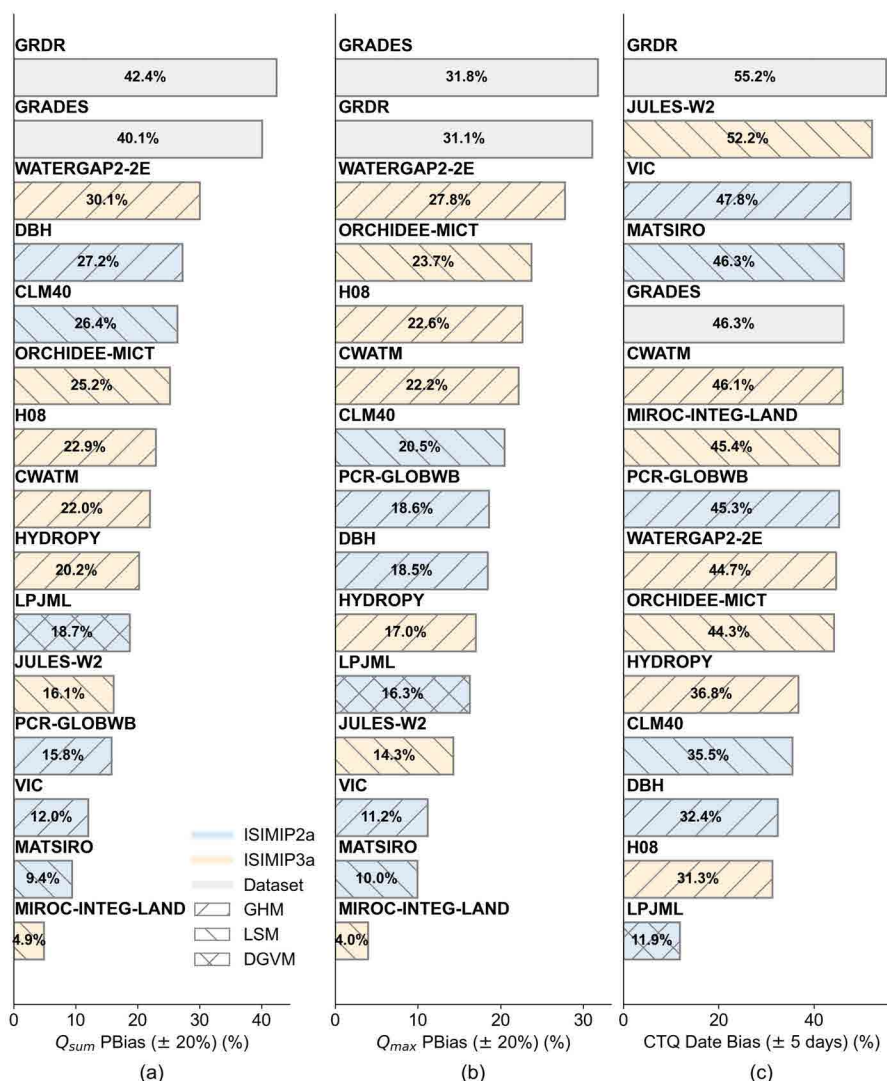 GRDR
42.4%
GRADES
40.1%
WATERGAP2-2E
30.1%
DBH
27.2%
CLM40
26.4%
ORCHIDEE-MICT
25.2%
H08
22.9%
CWATM
22.0%
HYDROPY
20.2%
LPJML
18.7%
JULES-W2
16.1%
PCR-GLOBWB
15.8%
VIC
12.0%
MATSIRO
9.4%
MIROC-INEG-LAND
4.9%
ISIMIP2a
ISIMIP3a
Dataset
GHM
LSM
DGVM
0 10 20 30 40
Qsum PBias (± 20%) (%)
(a)
GRADES
31.8%
GRDR
31.1%
WATERGAP2-2E
27.8%
ORCHIDEE-MICT
23.7%
H08
22.6%
CWATM
22.2%
CLM40
20.5%
PCR-GLOBWB
18.6%
DBH
18.5%
HYDROPY
17.0%
LPJML
16.3%
JULES-W2
14.3%
VIC
11.2%
MATSIRO
10.0%
MIROC-INTEG-LAND
4.0%
0 10 20 30
Qmax PBias (± 20%) (%)
(b)
GRDR
55.2%
JULES-W2
52.2%
VIC
47.8%
MATSIRO
46.3%
GRADES
46.3%
CWATM
46.1%
MIROC-INTEG-LAND
45.4%
PCR-GLOBWB
45.3%
WATERGAP2-2E
44.7%
ORCHIDEE-MICT
44.3%
HYDROPY
36.8%
CLM40
35.5%
DBH
32.4%
H08
31.3%
LPJML
11.9%
0 20 40
CTQ Date Bias (± 5 days) (%)
(c)